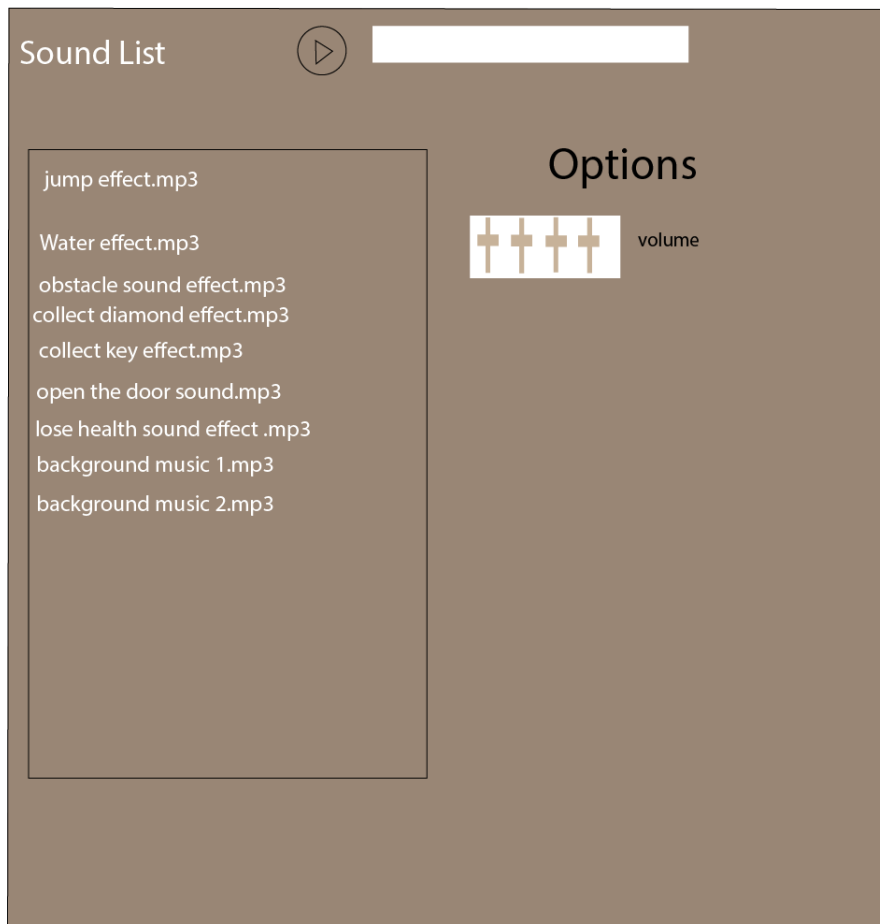 Sound List
jump effect.mp3
Water effect.mp3
obstacle sound effect.mp3
collect diamond effect.mp3
collect key effect.mp3
open the door sound.mp3
lose health sound effect .mp3
background music 1.mp3
background music 2.mp3
Options
volume